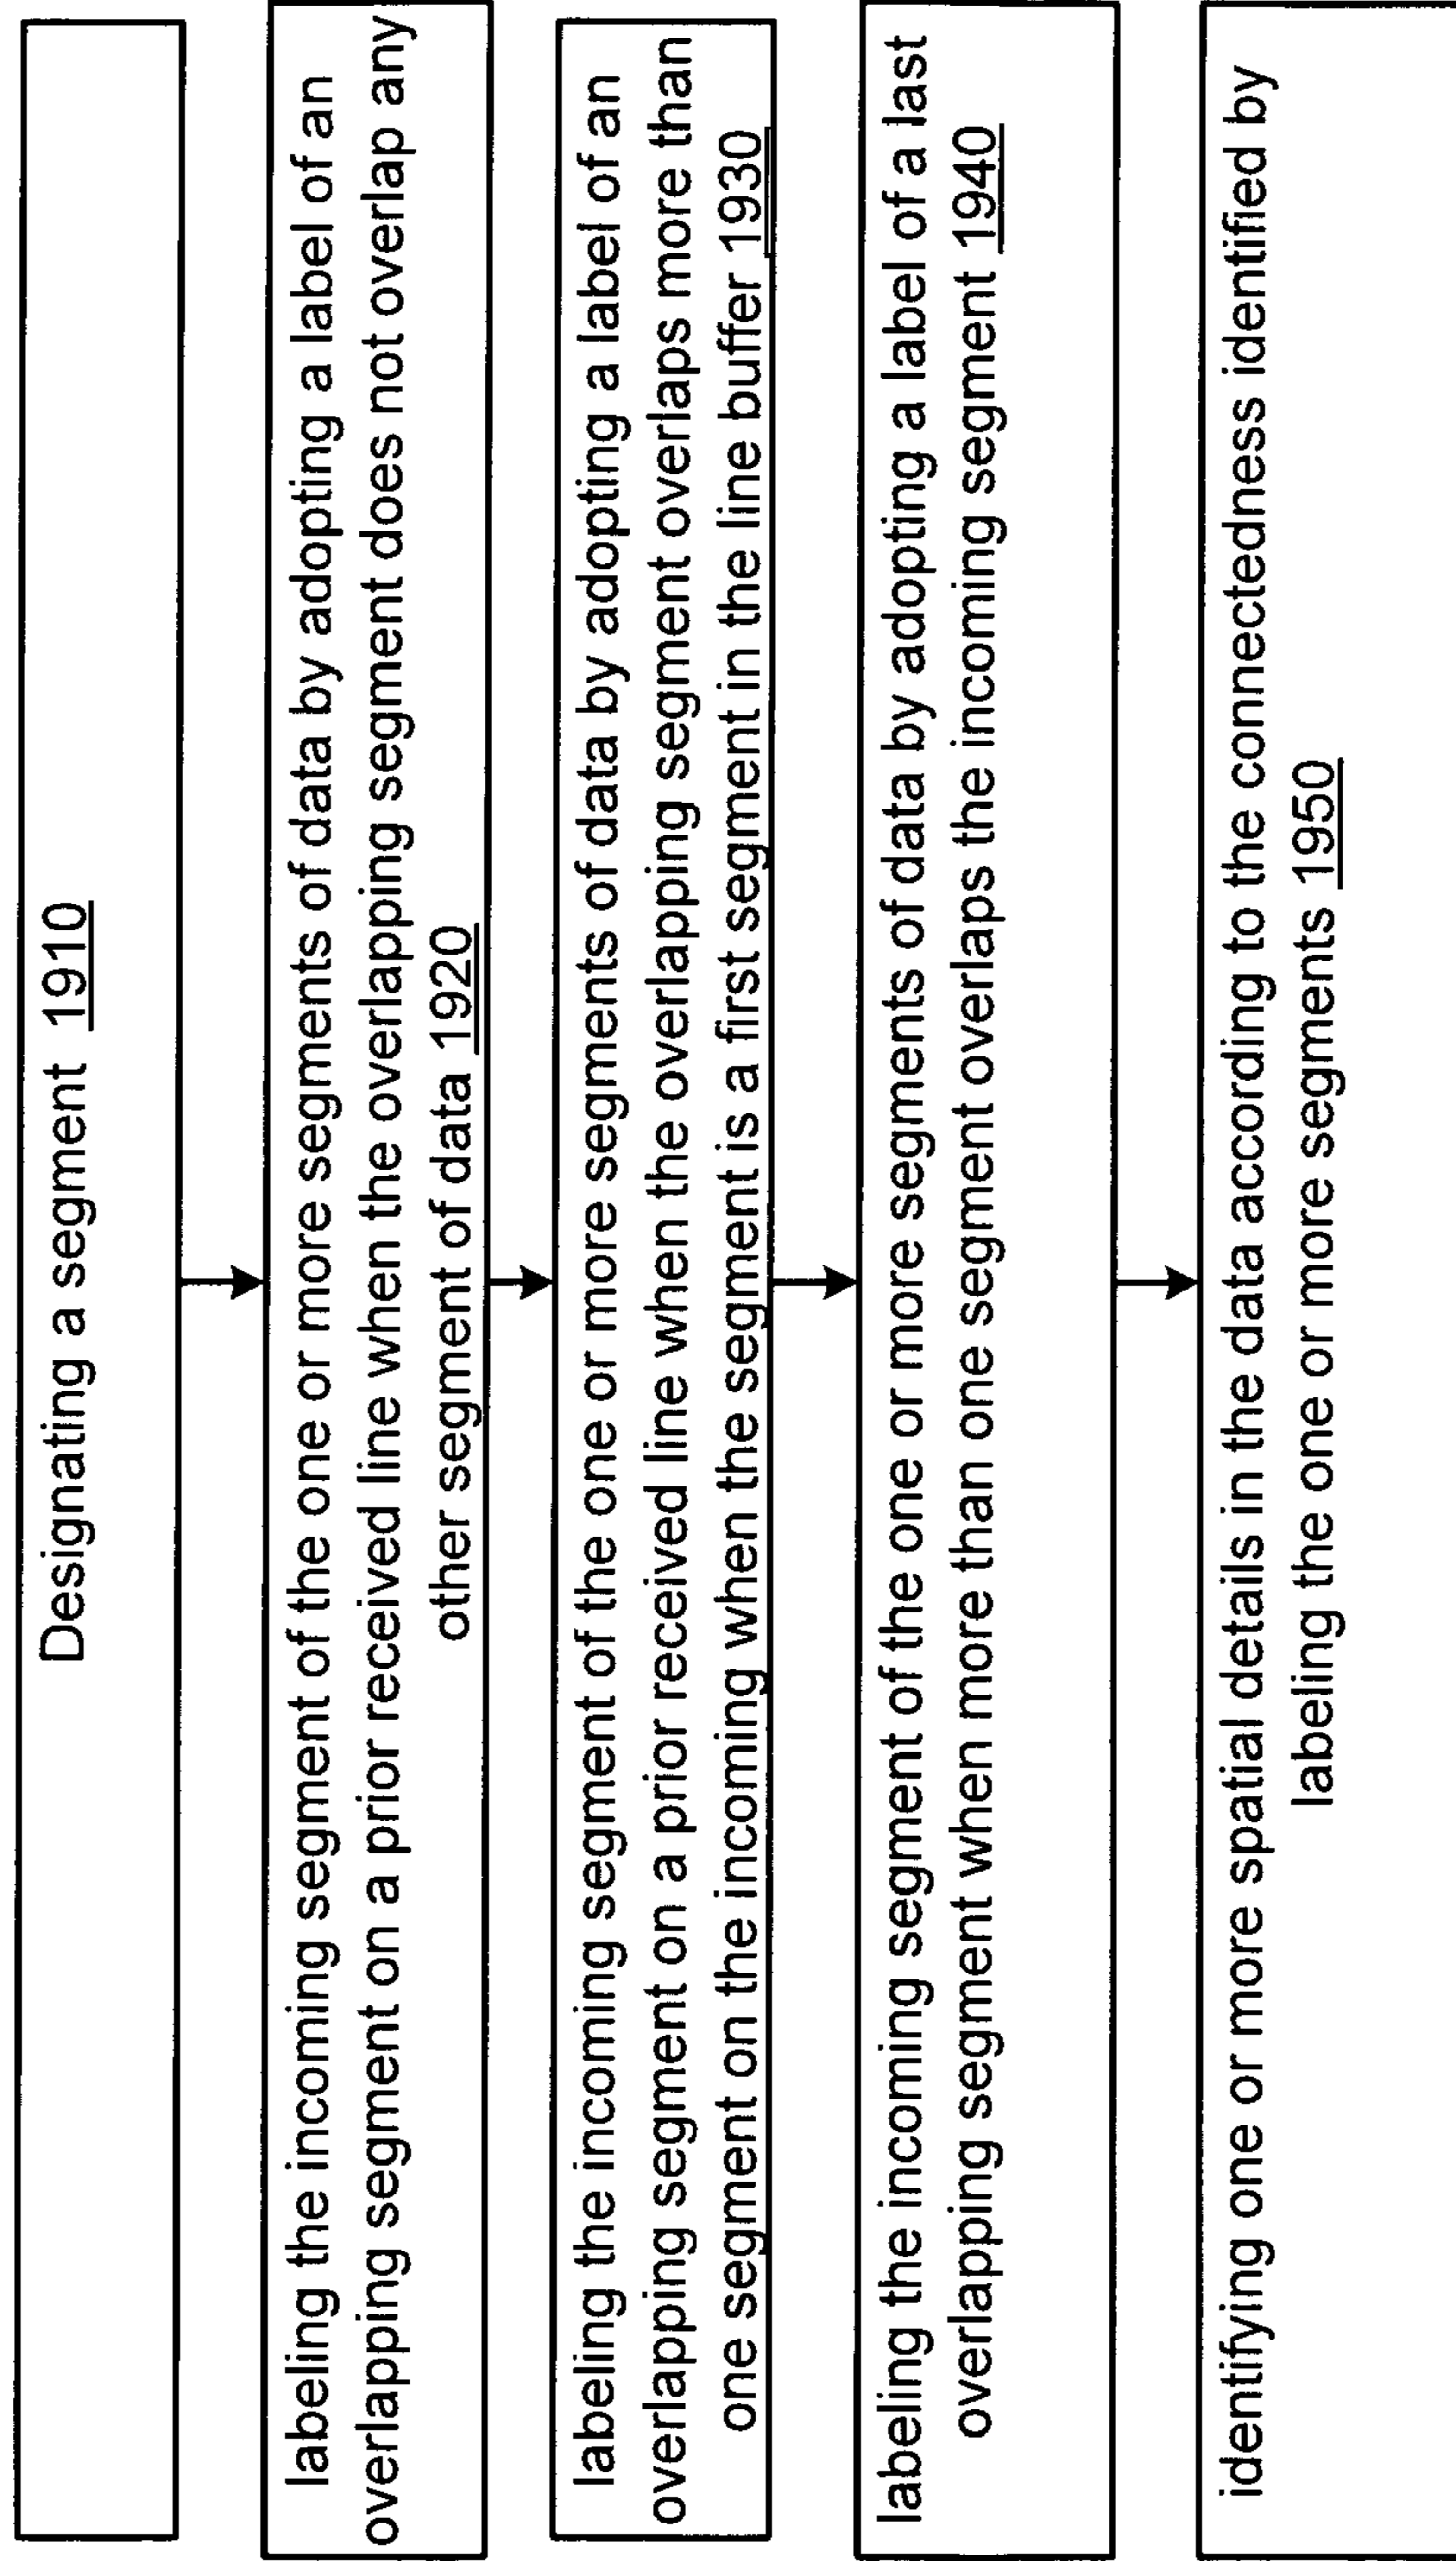 Designating a segment 1910
labeling the incoming segment of the one or more segments of data by adopting a label of an
overlapping segment on a prior received line when the overlapping segment does not overlap any
other segment of data 1920
labeling the incoming segment of the one or more segments of data by adopting a label of an
overlapping segment on a prior received line when the overlapping segment overlaps more than
one segment on the incoming when the segment is a first segment in the line buffer 1930
labeling the incoming segment of the one or more segments of data by adopting a label of a last
overlapping segment when more than one segment overlaps the incoming segment 1940
identifying one or more spatial details in the data according to the connectedness identified by
labeling the one or more segments 1950